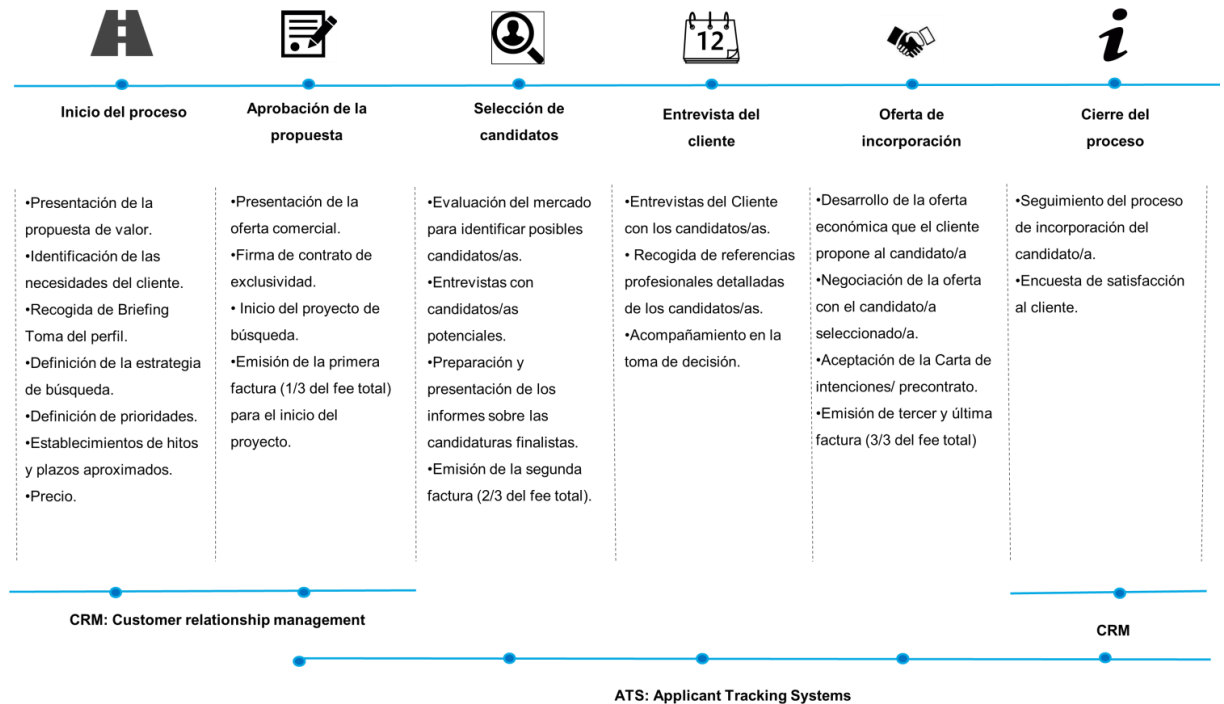 12
Inicio del proceso
Aprobación de la
propuesta
Selección de
candidatos
Entrevista del
cliente
Oferta de
incorporación
Cierre del
proceso
•Presentación de la
propuesta de valor.
•Identificación de las
necesidades del cliente.
•Recogida de Briefing
Toma del perfil.
•Definición de la estrategia
de búsqueda.
•Definición de prioridades.
•Establecimientos de hitos
y plazos aproximados.
•Precio.
•Presentación de la
oferta comercial.
•Firma de contrato de
exclusividad.
• Inicio del proyecto de
búsqueda.
•Emisión de la primera
factura (1/3 del fee total)
para el inicio del
proyecto.
•Evaluación del mercado
para identificar posibles
candidatos/as.
•Entrevistas con
candidatos/as
potenciales.
•Preparación y
presentación de los
informes sobre las
candidaturas finalistas.
•Emisión de la segunda
factura (2/3 del fee total).
•Entrevistas del Cliente
con los candidatos/as.
• Recogida de referencias
profesionales detalladas
de los candidatos/as.
•Acompañamiento en la
toma de decisión.
•Desarrollo de la oferta
económica que el cliente
propone al candidato/a
•Negociación de la oferta
con el candidato/a
seleccionado/a.
•Aceptación de la Carta de
intenciones/ precontrato.
•Emisión de tercer y última
factura (3/3 del fee total)
•Seguimiento del proceso
de incorporación del
candidato/a.
•Encuesta de satisfacción
al cliente.
CRM: Customer relationship management
CRM
ATS: Applicant Tracking Systems